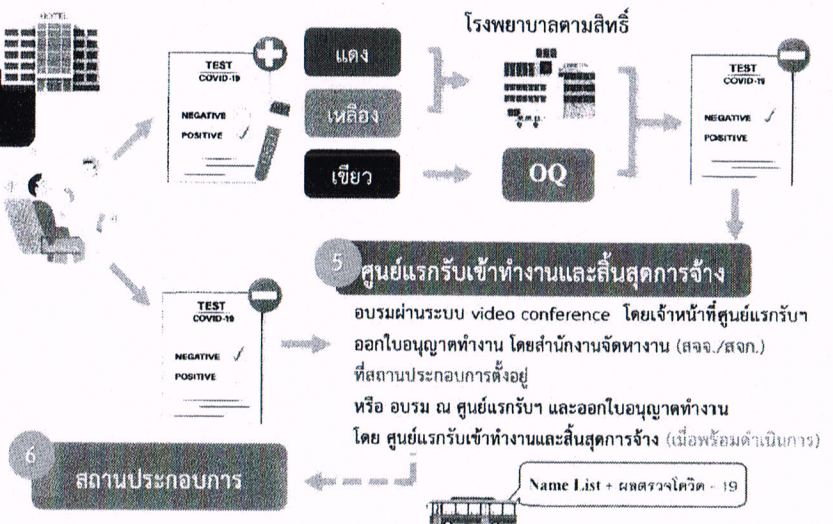 HOTEL
โรงพยาบาลตามสิทธิ์
TEST
COVID-19
NEGATIVE
POSITIVE ✓
แดง
เหลือง
เขียว
OQ
TEST
COVID-19
NEGATIVE ✓
POSITIVE
TEST
COVID-19
NEGATIVE ✓
POSITIVE
5 ศูนย์แรกรับเข้าทำงานและสิ้นสุดการจ้าง
อบรมผ่านระบบ video conference โดยเจ้าหน้าที่ศูนย์แรกรับฯ
ออกใบอนุญาตทำงาน โดยสำนักงานจัดหางาน (สจจ./สจก.)
ที่สถานประกอบการตั้งอยู่
หรือ อบรม ณ ศูนย์แรกรับฯ และออกใบอนุญาตทำงาน
โดย ศูนย์แรกรับเข้าทำงานและสิ้นสุดการจ้าง (เมื่อพร้อมดำเนินการ)
6 สถานประกอบการ
Name List + ผลตรวจโควิด - 19